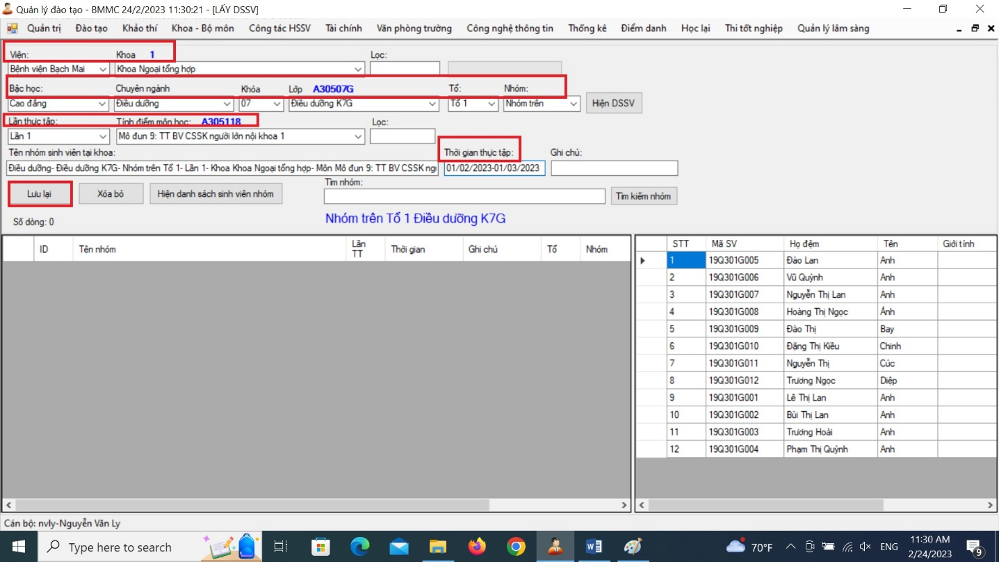 Quản lý đào tạo - BMMC 24/2/2023 11:30:21 - [LẤY DSSV]
Quản trị Đào tạo Khảo thí Khoa - Bộ môn Công tác HSSV Tài chính Văn phòng trường Công nghệ thông tin Thống kê Điểm danh Học lại Thi tốt nghiệp Quản lý lâm sàng
Viện: Khoa 1 Lọc:
Bệnh viện Bạch Mai Khoa Ngoại tổng hợp
Bậc học: Chuyên ngành Khóa Lớp A30507G Tổ: Nhóm:
Cao đẳng Điều dưỡng 07 Điều dưỡng K7G Tổ 1 Nhóm trên Hiện DSSV
Lần thực tập: Tính điểm môn học: A305118 Lọc:
Lần 1 Mô đun 9: TT BV CSSK người lớn nội khoa 1
Tên nhóm sinh viên tại khoa: Thời gian thực tập: Ghi chú:
Điều dưỡng- Điều dưỡng K7G- Nhóm trên Tổ 1- Lần 1- Khoa Khoa Ngoại tổng hợp- Môn Mô đun 9: TT BV CSSK 01/02/2023-01/03/2023
Lưu lại Xóa bỏ Hiện danh sách sinh viên nhóm Tìm nhóm: Tìm kiếm nhóm
Số dòng: 0 Nhóm trên Tổ 1 Điều dưỡng K7G
ID Tên nhóm Lần TT Thời gian Ghi chú Tổ Nhóm
STT Mã SV Họ đệm Tên Giới tính
1 19Q301G005 Đào Lan Anh
2 19Q301G006 Vũ Quỳnh Anh
3 19Q301G007 Nguyễn Thị Lan Anh
4 19Q301G008 Hoàng Thị Ngọc Ánh
5 19Q301G009 Đào Thị Bay
6 19Q301G010 Đặng Thị Kiều Chinh
7 19Q301G011 Nguyễn Thị Cúc
8 19Q301G012 Trương Ngọc Diệp
9 19Q301G001 Lê Thị Lan Anh
10 19Q301G002 Bùi Thị Lan Anh
11 19Q301G003 Trương Hoài Anh
12 19Q301G004 Phạm Thị Quỳnh Anh
Cán bộ: nvly-Nguyễn Văn Ly
Type here to search 70°F ENG 11:30 AM
2/24/2023 9